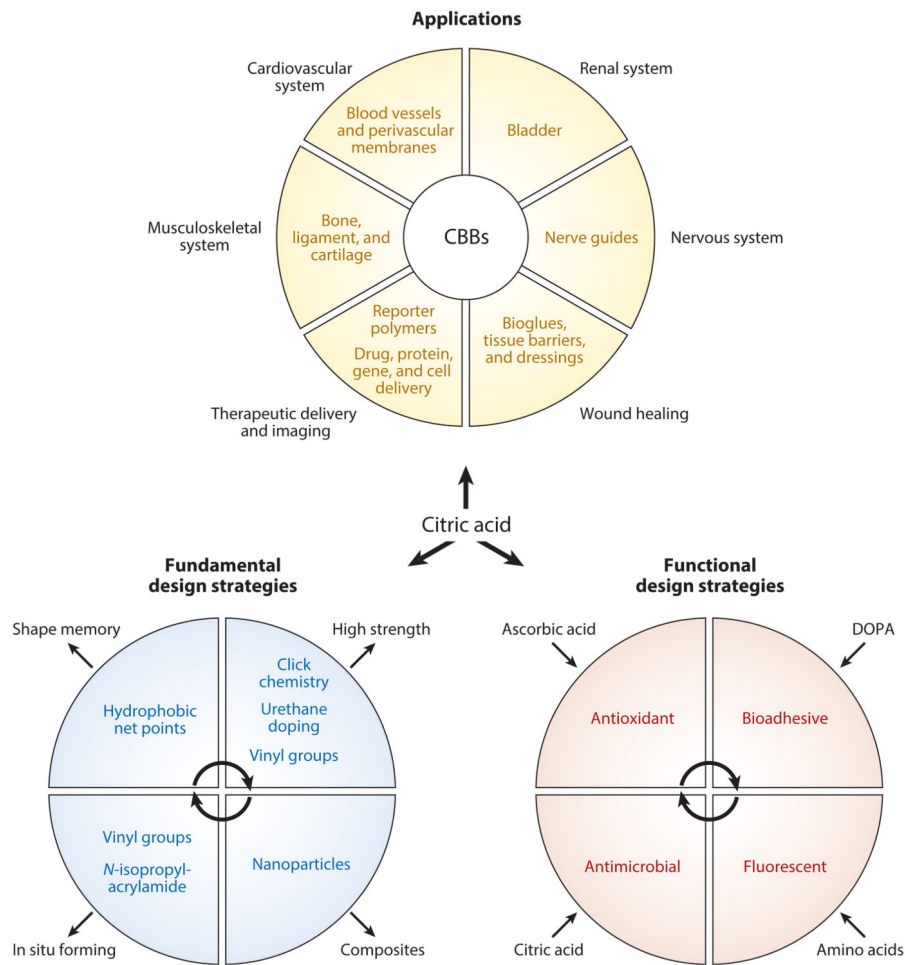 Applications
Cardiovascular
system
Renal system
Blood vessels
and perivascular
membranes
Bladder
Musculoskeletal
system
Bone,
ligament, and
cartilage
CBBs
Nerve guides
Nervous system
Reporter
polymers
Drug, protein,
gene, and cell
delivery
Bioglues,
tissue barriers,
and dressings
Therapeutic delivery
and imaging
Wound healing
Citric acid
Fundamental
design strategies
Shape memory
High strength
Hydrophobic
net points
Click
chemistry
Urethane
doping
Vinyl groups
Vinyl groups
N-isopropyl-
acrylamide
Nanoparticles
In situ forming
Composites
Functional
design strategies
Ascorbic acid
DOPA
Antioxidant
Bioadhesive
Antimicrobial
Fluorescent
Citric acid
Amino acids